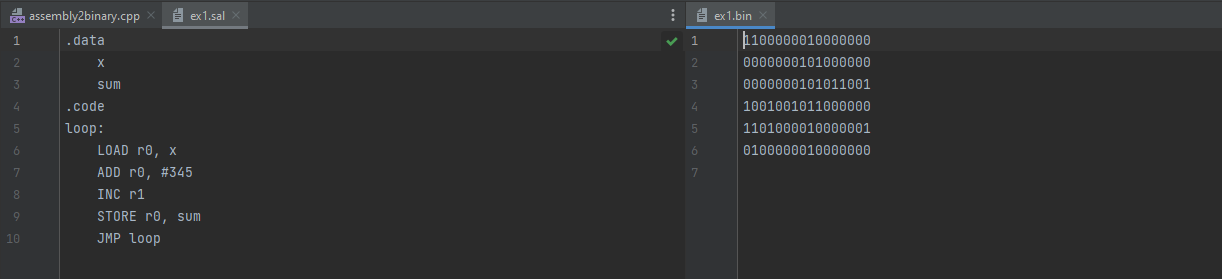 assembly2binary.cpp
ex1.sal
ex1.bin
1 .data
2 x
3 sum
4 .code
5 loop:
6 LOAD r0, x
7 ADD r0, #345
8 INC r1
9 STORE r0, sum
10 JMP loop
1 1100000010000000
2 0000000101000000
3 0000000101011001
4 1001001011000000
5 1101000010000001
6 0100000010000000
7